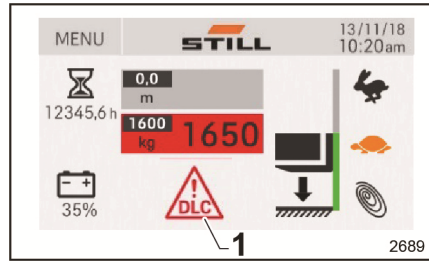 MENU
STILL
13/11/18
10:20am
0,0
m
12345,6 h
1600
kg
1650
- +
35%
DLC
1
2689